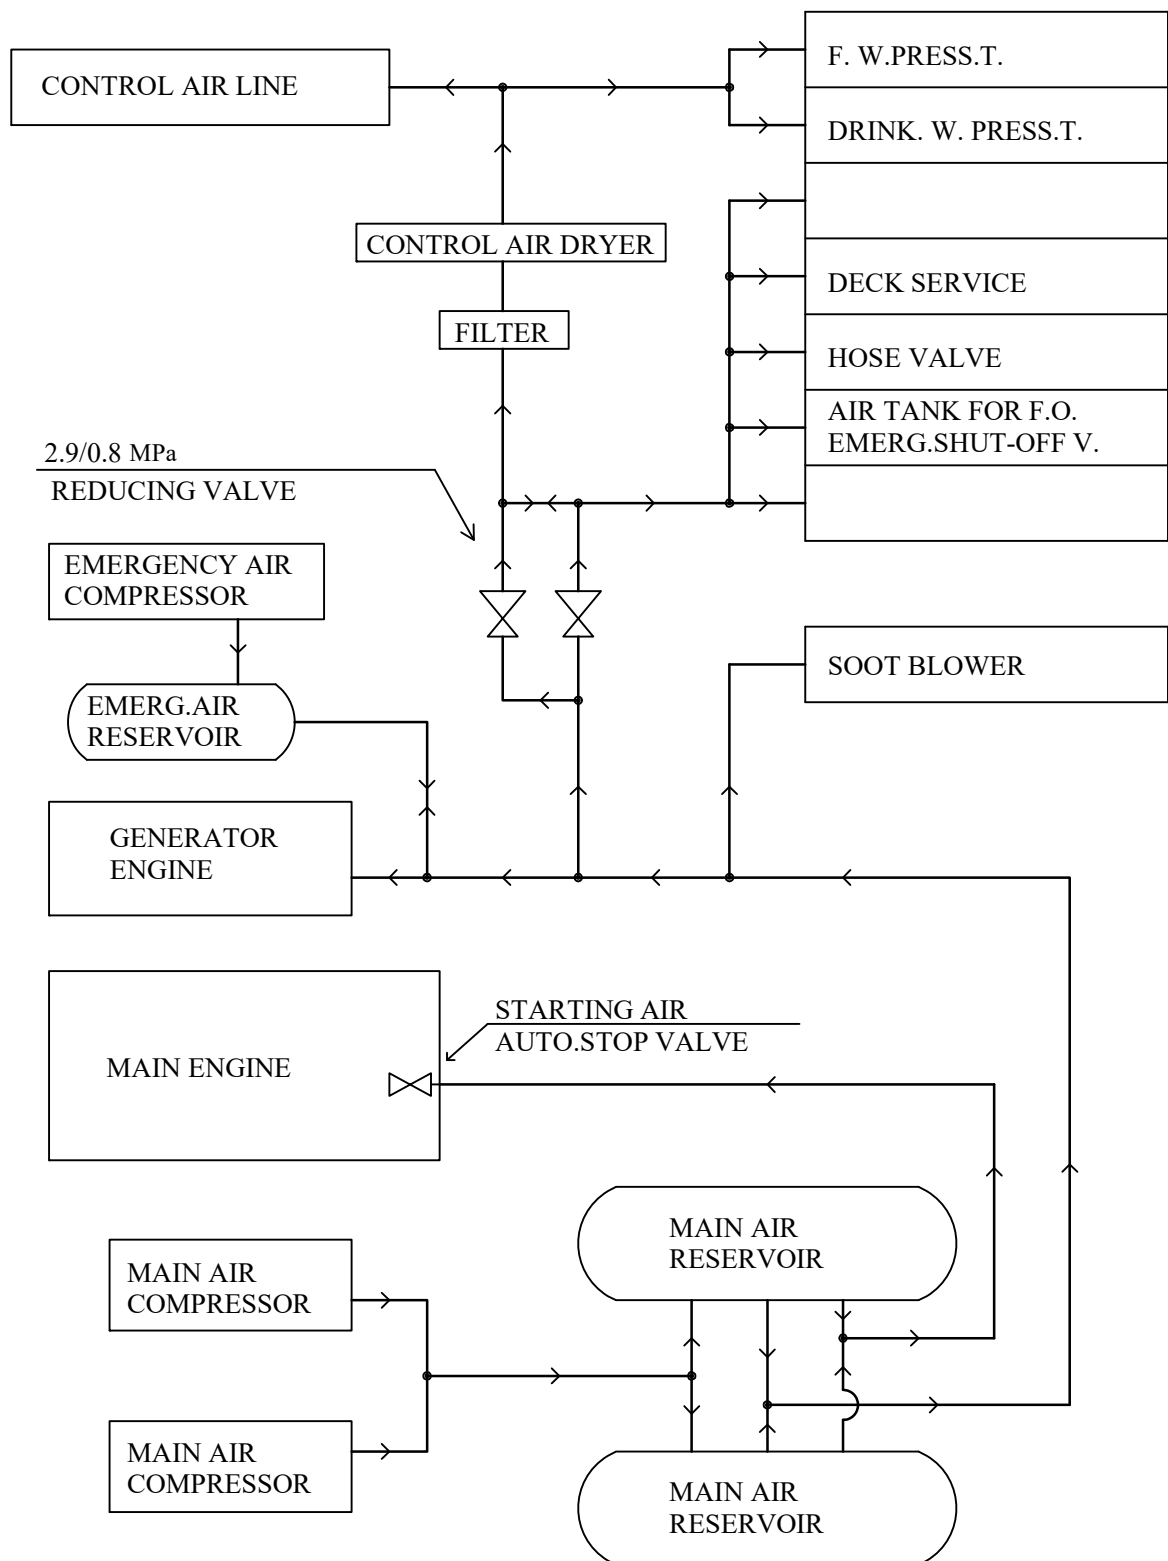 F. W.PRESS.T.
CONTROL AIR LINE
DRINK. W. PRESS.T.
CONTROL AIR DRYER
DECK SERVICE
FILTER
HOSE VALVE
AIR TANK FOR F.O.
EMERG.SHUT-OFF V.
2.9/0.8 MPa
REDUCING VALVE
EMERGENCY AIR
COMPRESSOR
SOOT BLOWER
EMERG.AIR
RESERVOIR
GENERATOR
ENGINE
STARTING AIR
AUTO.STOP VALVE
MAIN ENGINE
MAIN AIR
RESERVOIR
MAIN AIR
COMPRESSOR
MAIN AIR
COMPRESSOR
MAIN AIR
RESERVOIR